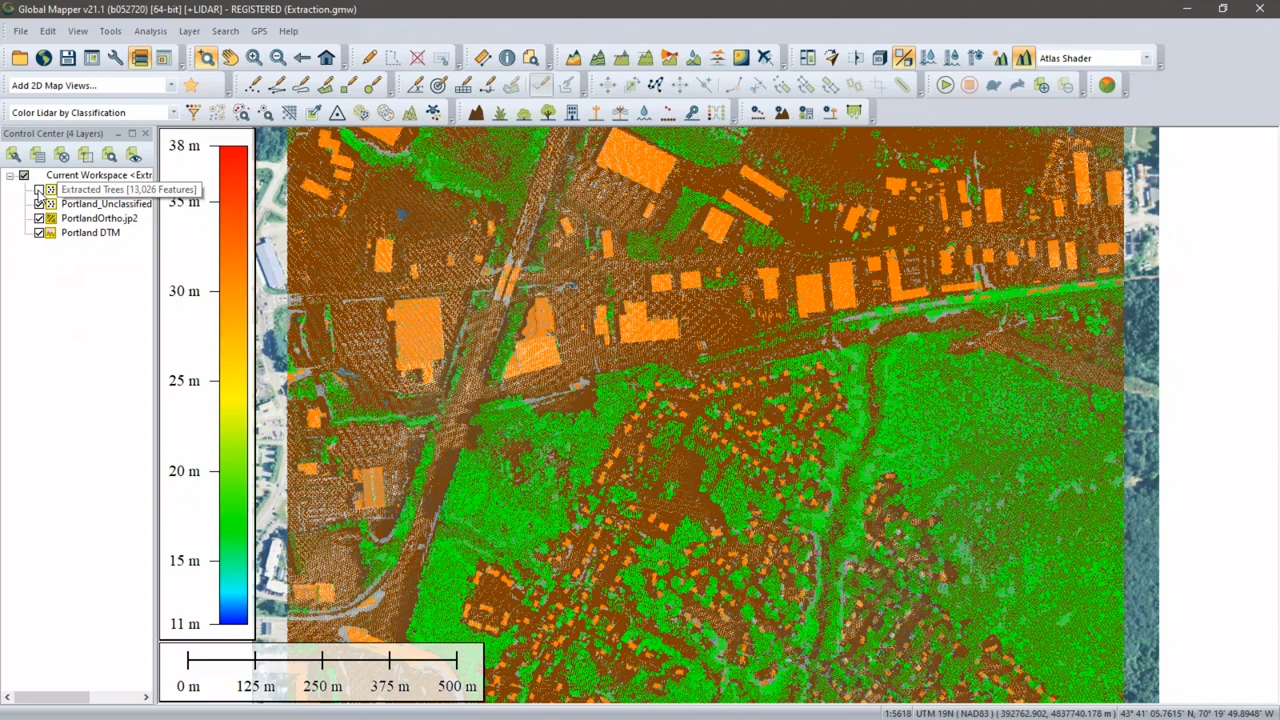 Global Mapper v21.1 (b052720) [64-bit] [+LIDAR] - REGISTERED (Extraction.gmw)
File Edit View Tools Analysis Layer Search GPS Help
Atlas Shader
Add 2D Map Views...
Color Lidar by Classification
Control Center (4 Layers)
Current Workspace <Extr
Extracted Trees [13,026 Features]
Portland_Unclassified
PortlandOrtho.jp2
Portland DTM
38 m
35 m
30 m
25 m
20 m
15 m
11 m
0 m 125 m 250 m 375 m 500 m
1:5618 UTM 19N ( NAD83 ) ( 392762.902, 4837740.178 m ) 43° 41' 05.7615" N, 70° 19' 49.8948" W